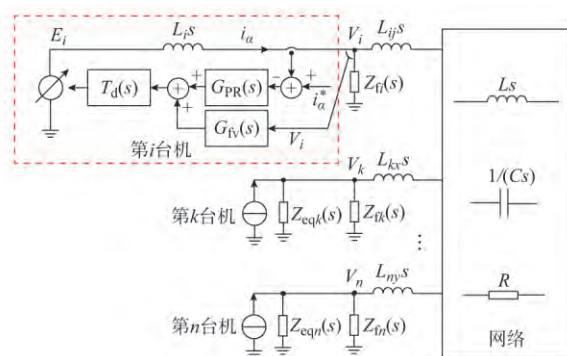 E_i
L_i s
i_α
V_i
L_ij s
T_d(s)
+
+
+
G_PR(s)
−
+
i_α^*
Z_fi(s)
G_fv(s)
V_i
第i台机
Ls
V_k
L_kx s
第k台机
Z_eqk(s)
Z_fk(s)
1/(Cs)
⋮
V_n
L_ny s
R
第n台机
Z_eqn(s)
Z_fn(s)
网络